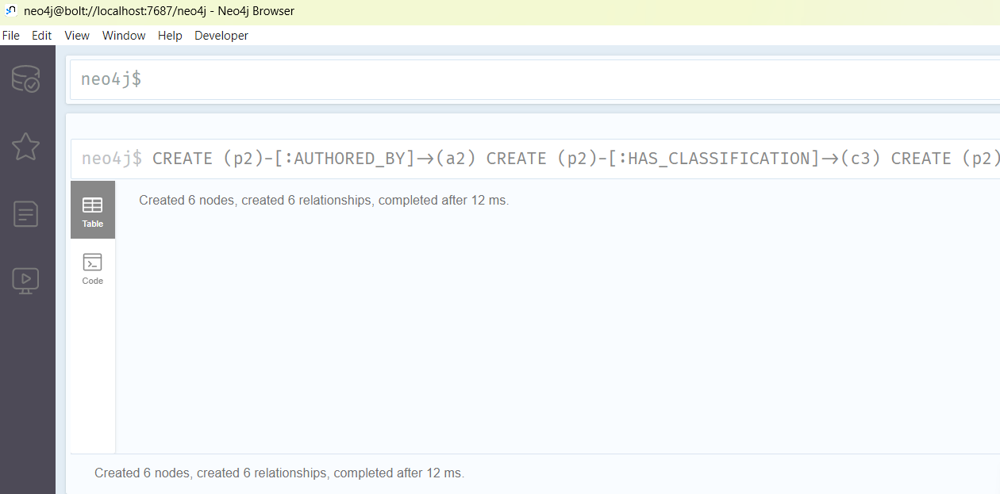 neo4j@bolt://localhost:7687/neo4j - Neo4j Browser
File Edit View Window Help Developer
neo4j$
neo4j$ CREATE (p2)-[:AUTHORED_BY]->(a2) CREATE (p2)-[:HAS_CLASSIFICATION]->(c3) CREATE (p2)
Table
Created 6 nodes, created 6 relationships, completed after 12 ms.
Code
Created 6 nodes, created 6 relationships, completed after 12 ms.